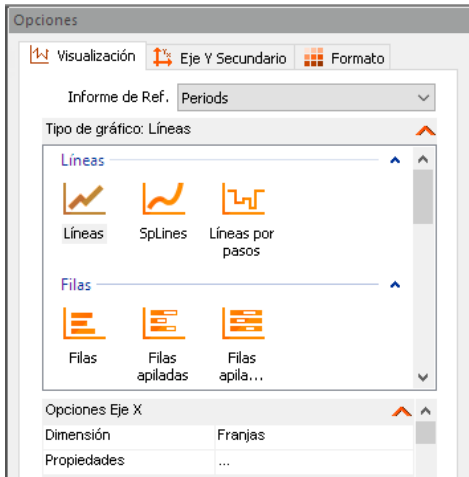 Opciones
Visualización Eje Y Secundario Formato
Informe de Ref. Periods
Tipo de gráfico: Líneas
Líneas
Líneas SpLines Líneas por
pasos
Filas
Filas Filas Filas
apiladas apila...
Opciones Eje X
Dimensión Franjas
Propiedades ...